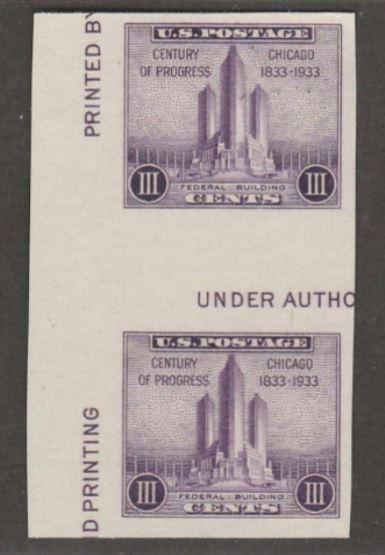 PRINTED BY
U.S. POSTAGE
CENTURY OF PROGRESS
CHICAGO 1833-1933
III
FEDERAL BUILDING
III
CENTS
UNDER AUTHO
D PRINTING
U.S. POSTAGE
CENTURY OF PROGRESS
CHICAGO 1833-1933
III
FEDERAL BUILDING
III
CENTS